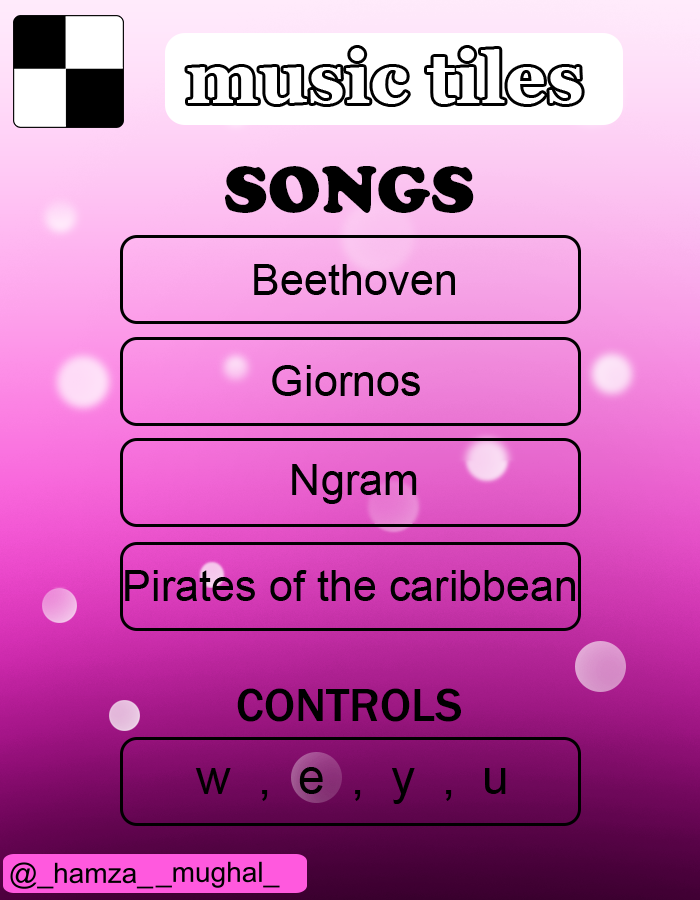 music tiles
SONGS
Beethoven
Giornos
Ngram
Pirates of the caribbean
CONTROLS
w , e , y , u
@_hamza__mughal_